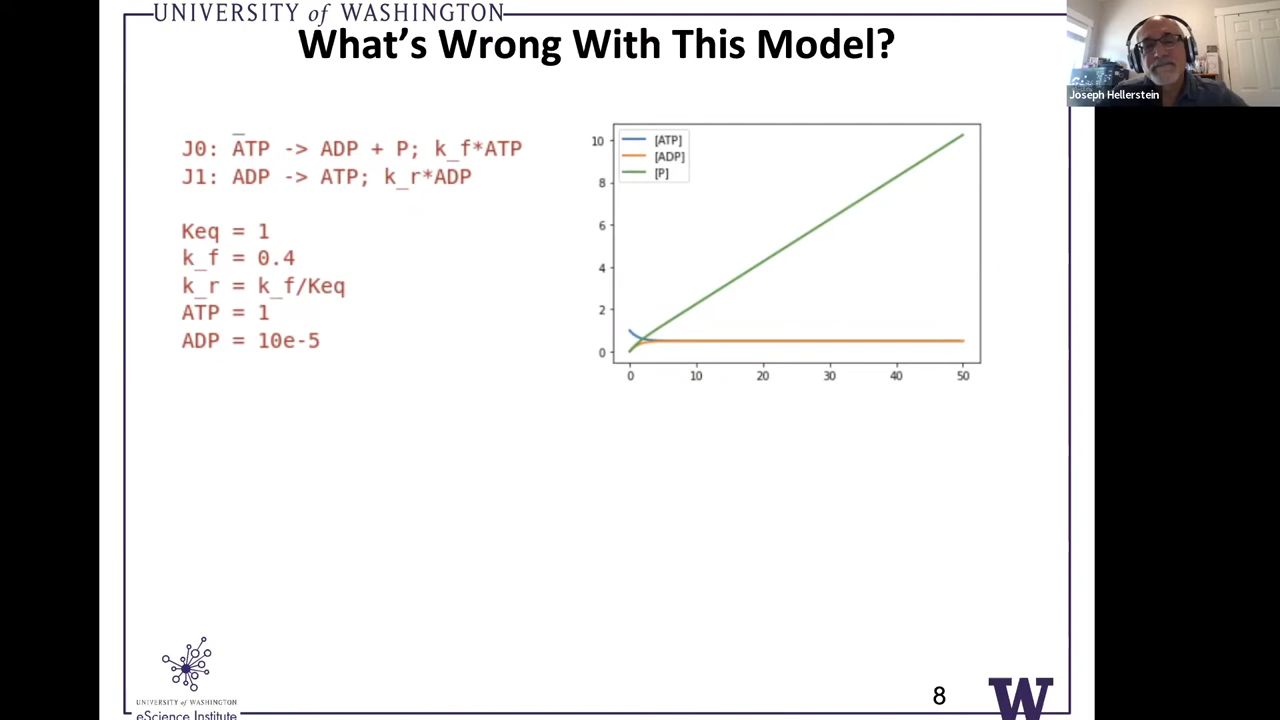 UNIVERSITY of WASHINGTON
What's Wrong With This Model?
Joseph Hellerstein
J0: ATP -> ADP + P; k_f*ATP
J1: ADP -> ATP; k_r*ADP
Keq = 1
k_f = 0.4
k_r = k_f/Keq
ATP = 1
ADP = 10e-5
[ATP]
[ADP]
[P]
10
8
6
4
2
0
0 10 20 30 40 50
UNIVERSITY of WASHINGTON
eScience Institute
8
W